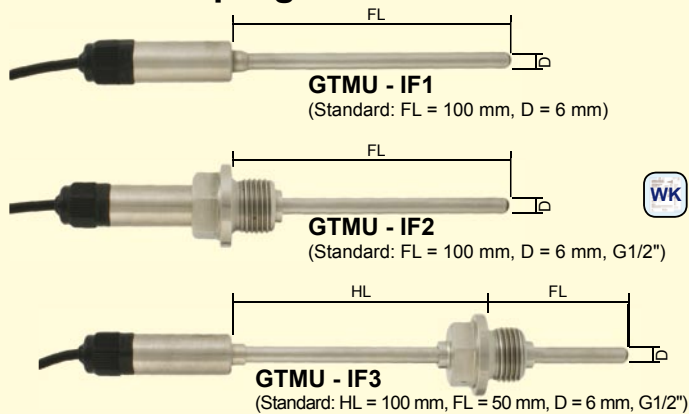 FL
D
GTMU - IF1
(Standard: FL = 100 mm, D = 6 mm)
FL
D
WK
GTMU - IF2
(Standard: FL = 100 mm, D = 6 mm, G1/2")
HL FL
D
GTMU - IF3
(Standard: HL = 100 mm, FL = 50 mm, D = 6 mm, G1/2")